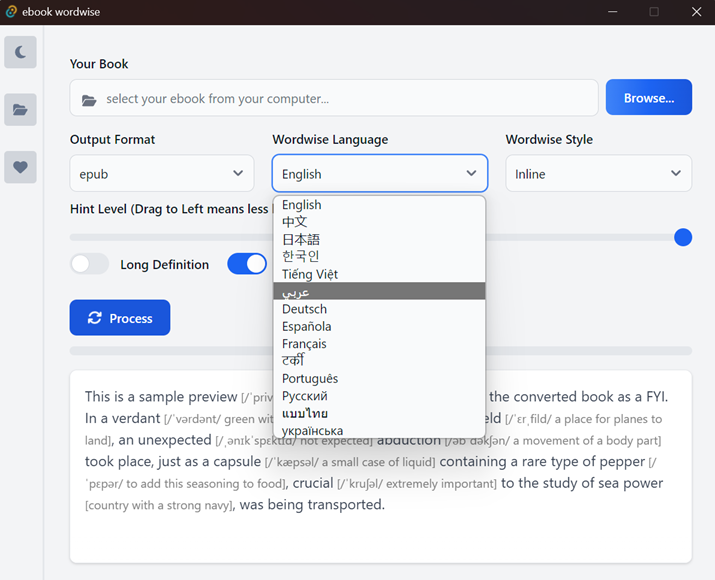 ebook wordwise
Your Book
select your ebook from your computer...
Browse...
Output Format
Wordwise Language
Wordwise Style
epub
English
Inline
Hint Level (Drag to Left means less
English
中文
日本語
한국인
Tiếng Việt
عربي
Deutsch
Española
Français
टर्की
Português
Русский
แบบไทย
українська
Long Definition
Process
This is a sample preview [/ˈpriv the converted book as a FYI.
In a verdant [/ˈvərdənt/ green wit eld [/ˈɛrˌfild/ a place for planes to
land], an unexpected [/ˌənɪkˈspɛktɪd/ not expected] abduction [/æbˈdəkʃən/ a movement of a body part]
took place, just as a capsule [/ˈkæpsəl/ a small case of liquid] containing a rare type of pepper [/
ˈpɛpər/ to add this seasoning to food], crucial [/ˈkruʃəl/ extremely important] to the study of sea power
[country with a strong navy], was being transported.